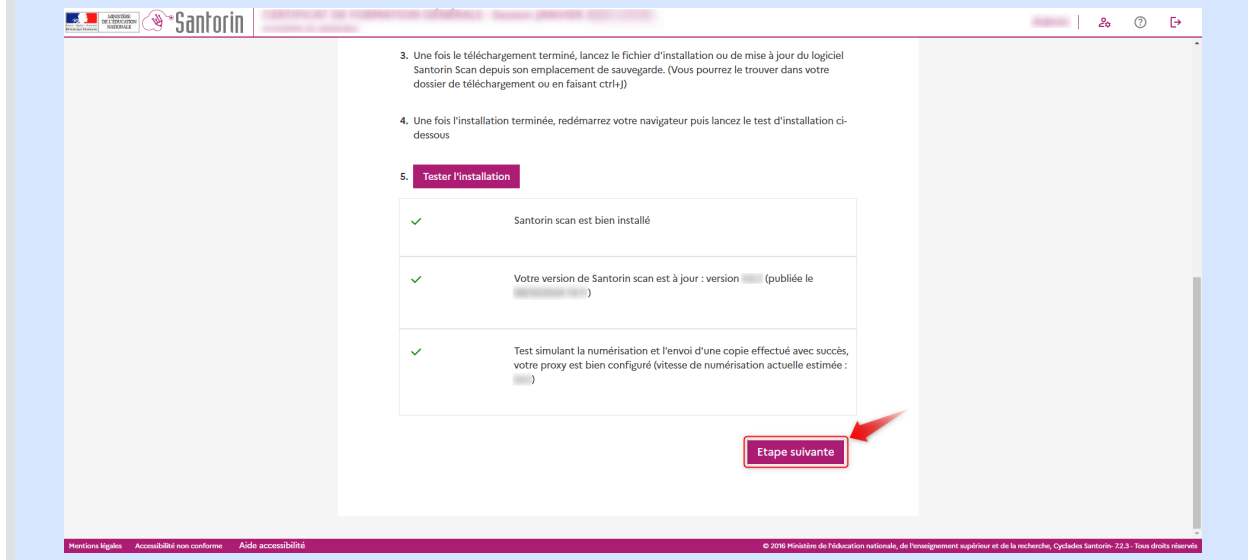 MINISTÈRE
DE L'ÉDUCATION
NATIONALE
Santorin
3. Une fois le téléchargement terminé, lancez le fichier d'installation ou de mise à jour du logiciel
Santorin Scan depuis son emplacement de sauvegarde. (Vous pourrez le trouver dans votre
dossier de téléchargement ou en faisant ctrl+J)
4. Une fois l'installation terminée, redémarrez votre navigateur puis lancez le test d'installation ci-
dessous
5. Tester l'installation
Santorin scan est bien installé
Votre version de Santorin scan est à jour : version (publiée le
)
Test simulant la numérisation et l'envoi d'une copie effectué avec succès,
votre proxy est bien configuré (vitesse de numérisation actuelle estimée :
)
Etape suivante
Mentions légales Accessibilité non conforme Aide accessibilité © 2016 Ministère de l'éducation nationale, de l'enseignement supérieur et de la recherche, Cyclades Santorin- 7.2.3 - Tous droits réservés